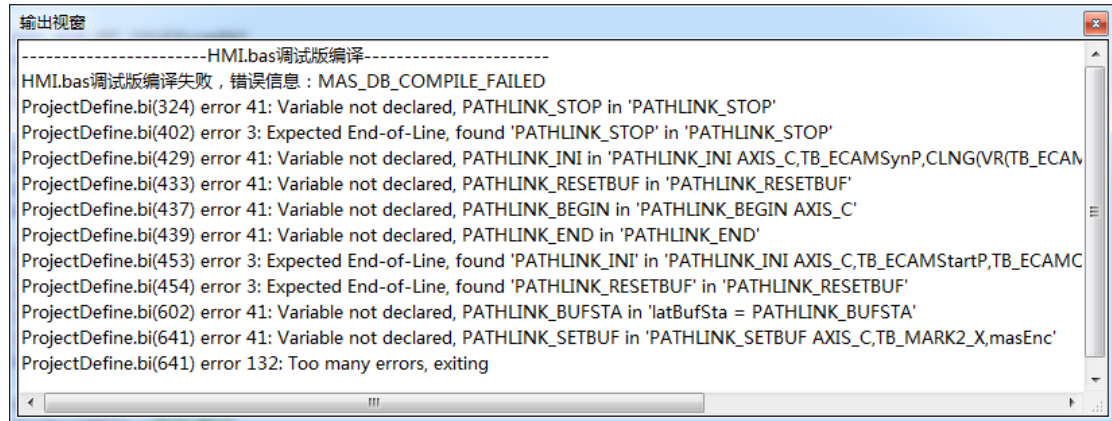 输出视窗
-----------------------HMI.bas调试版编译-----------------------
HMI.bas调试版编译失败，错误信息：MAS_DB_COMPILE_FAILED
ProjectDefine.bi(324) error 41: Variable not declared, PATHLINK_STOP in 'PATHLINK_STOP'
ProjectDefine.bi(402) error 3: Expected End-of-Line, found 'PATHLINK_STOP' in 'PATHLINK_STOP'
ProjectDefine.bi(429) error 41: Variable not declared, PATHLINK_INI in 'PATHLINK_INI AXIS_C,TB_ECAMSynP,CLNG(VR(TB_ECAM
ProjectDefine.bi(433) error 41: Variable not declared, PATHLINK_RESETBUF in 'PATHLINK_RESETBUF'
ProjectDefine.bi(437) error 41: Variable not declared, PATHLINK_BEGIN in 'PATHLINK_BEGIN AXIS_C'
ProjectDefine.bi(439) error 41: Variable not declared, PATHLINK_END in 'PATHLINK_END'
ProjectDefine.bi(453) error 3: Expected End-of-Line, found 'PATHLINK_INI' in 'PATHLINK_INI AXIS_C,TB_ECAMStartP,TB_ECAMC
ProjectDefine.bi(454) error 3: Expected End-of-Line, found 'PATHLINK_RESETBUF' in 'PATHLINK_RESETBUF'
ProjectDefine.bi(602) error 41: Variable not declared, PATHLINK_BUFSTA in 'latBufSta = PATHLINK_BUFSTA'
ProjectDefine.bi(641) error 41: Variable not declared, PATHLINK_SETBUF in 'PATHLINK_SETBUF AXIS_C,TB_MARK2_X,masEnc'
ProjectDefine.bi(641) error 132: Too many errors, exiting